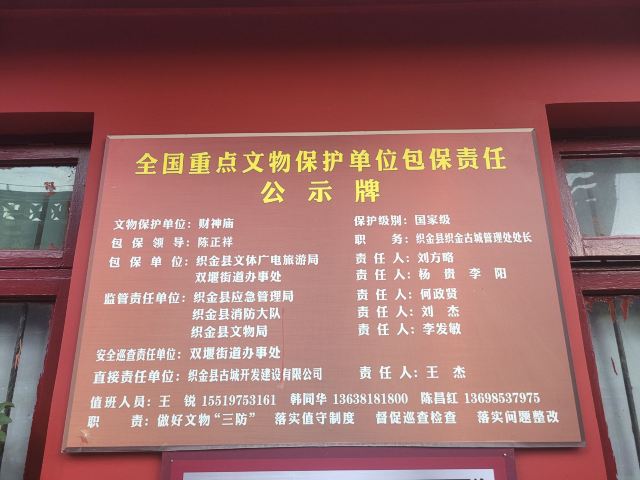 全国重点文物保护单位包保责任
公示牌
文物保护单位：财神庙 保护级别：国家级
包保领导：陈正祥 职务：织金县织金古城管理处处长
包保单位：织金县文体广电旅游局 责任人：刘方略
双堰街道办事处 责任人：杨贵 李阳
监管责任单位：织金县应急管理局 责任人：何政贤
织金县消防大队 责任人：刘杰
织金县文物局 责任人：李发敏
安全巡查责任单位：双堰街道办事处
直接责任单位：织金县古城开发建设有限公司 责任人：王杰
值班人员：王锐 15519753161 韩同华 13638181800 陈昌红 13698537975
职责：做好文物“三防” 落实值守制度 督促巡查检查 落实问题整改